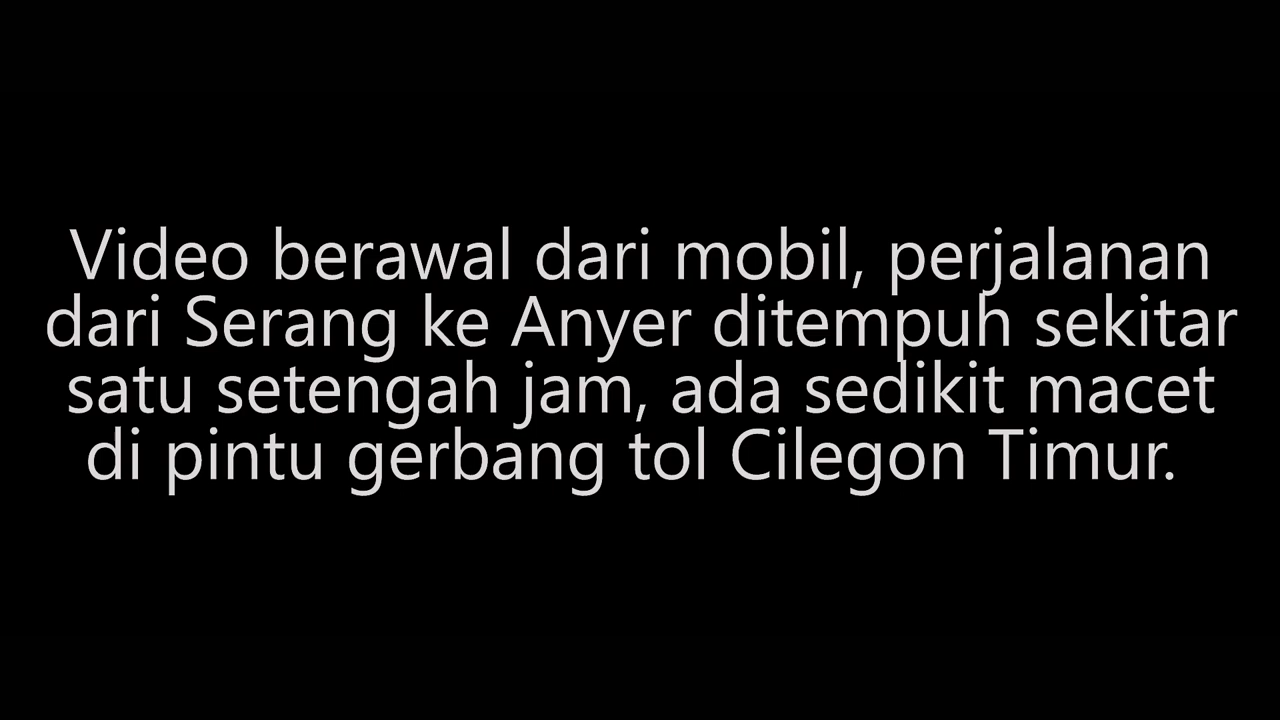 Video berawal dari mobil, perjalanan
dari Serang ke Anyer ditempuh sekitar
satu setengah jam, ada sedikit macet
di pintu gerbang tol Cilegon Timur.